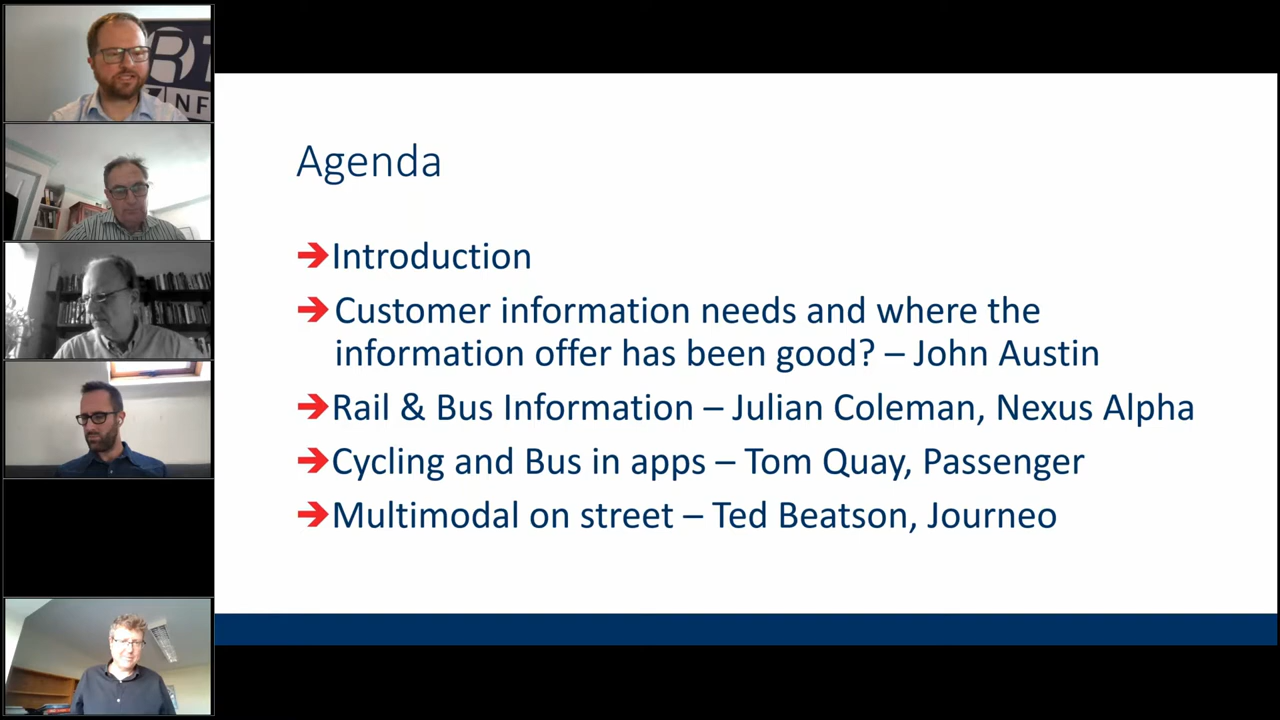 Agenda
Introduction
Customer information needs and where the
information offer has been good? – John Austin
Rail & Bus Information – Julian Coleman, Nexus Alpha
Cycling and Bus in apps – Tom Quay, Passenger
Multimodal on street – Ted Beatson, Journeo